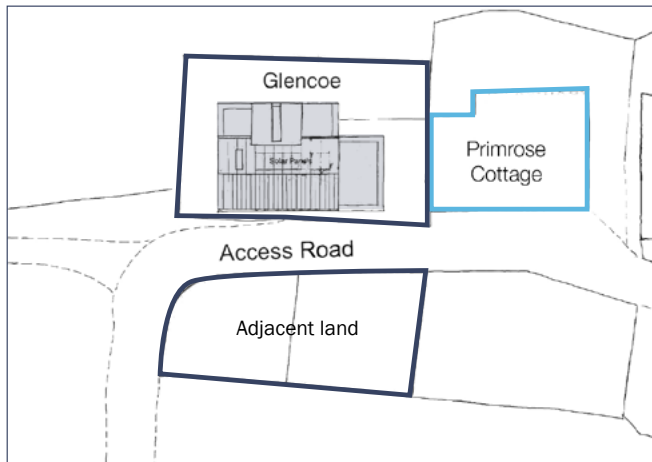 Glencoe
Solar Panels
Primrose
Cottage
Access Road
Adjacent land